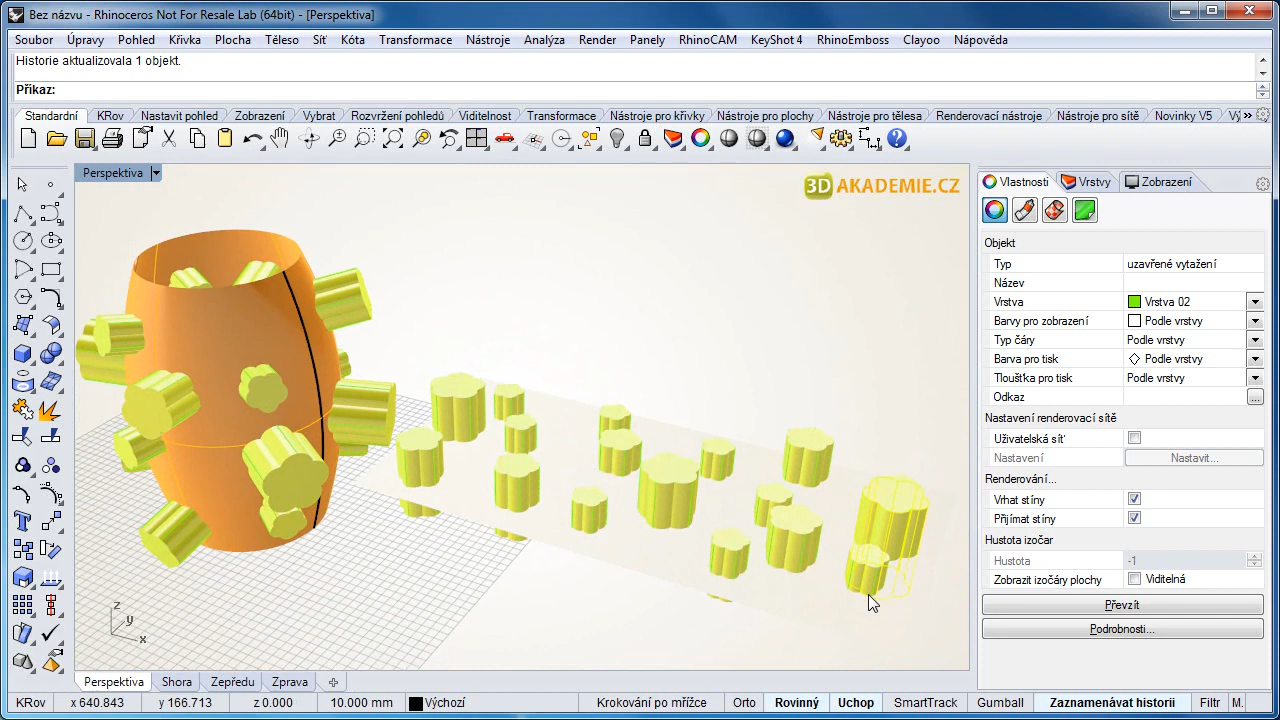 Bez názvu - Rhinoceros Not For Resale Lab (64bit) - [Perspektiva]
Soubor Úpravy Pohled Křivka Plocha Těleso Síť Kóta Transformace Nástroje Analýza Render Panely RhinoCAM KeyShot 4 RhinoEmboss Clayoo Nápověda
Historie aktualizovala 1 objekt.
Příkaz:
Standardní KRov Nastavit pohled Zobrazení Vybrat Rozvržení pohledů Viditelnost Transformace Nástroje pro křivky Nástroje pro plochy Nástroje pro tělesa Renderovací nástroje Nástroje pro sítě Novinky V5 Vý »
Perspektiva
3D AKADEMIE.CZ
Vlastnosti Vrstvy Zobrazení
Objekt
Typ uzavřené vytažení
Název
Vrstva Vrstva 02
Barvy pro zobrazení Podle vrstvy
Typ čáry Podle vrstvy
Barva pro tisk Podle vrstvy
Tloušťka pro tisk Podle vrstvy
Odkaz ...
Nastavení renderovací sítě
Uživatelská síť
Nastavení Nastavit...
Renderování...
Vrhat stíny
Přijímat stíny
Hustota izočar
Hustota -1
Zobrazit izočáry plochy Viditelná
Převzít
Podrobnosti...
z
y
x
Perspektiva Shora Zepředu Zprava
KRov x 640.843 y 166.713 z 0.000 10.000 mm Výchozí Krokování po mřížce Orto Rovinný Uchop SmartTrack Gumball Zaznamenávat historii Filtr M.